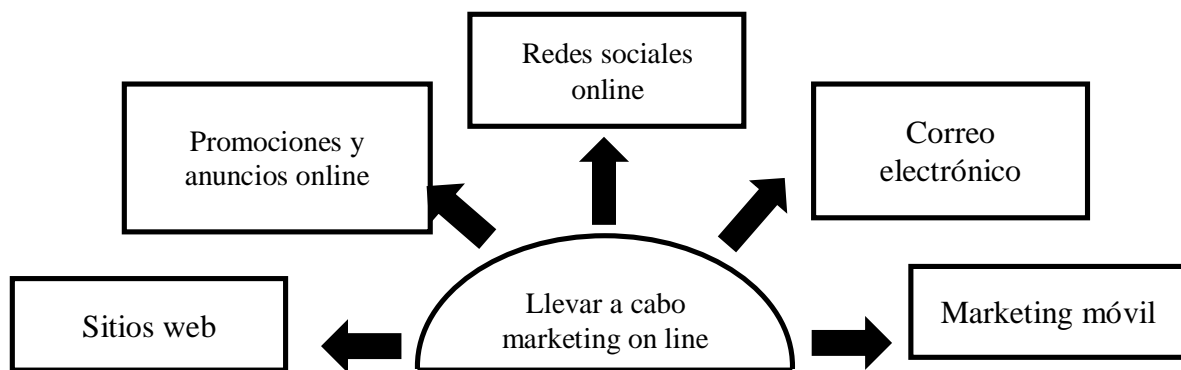 Redes sociales
online
Promociones y
anuncios online
Correo
electrónico
Sitios web
Llevar a cabo
marketing on line
Marketing móvil